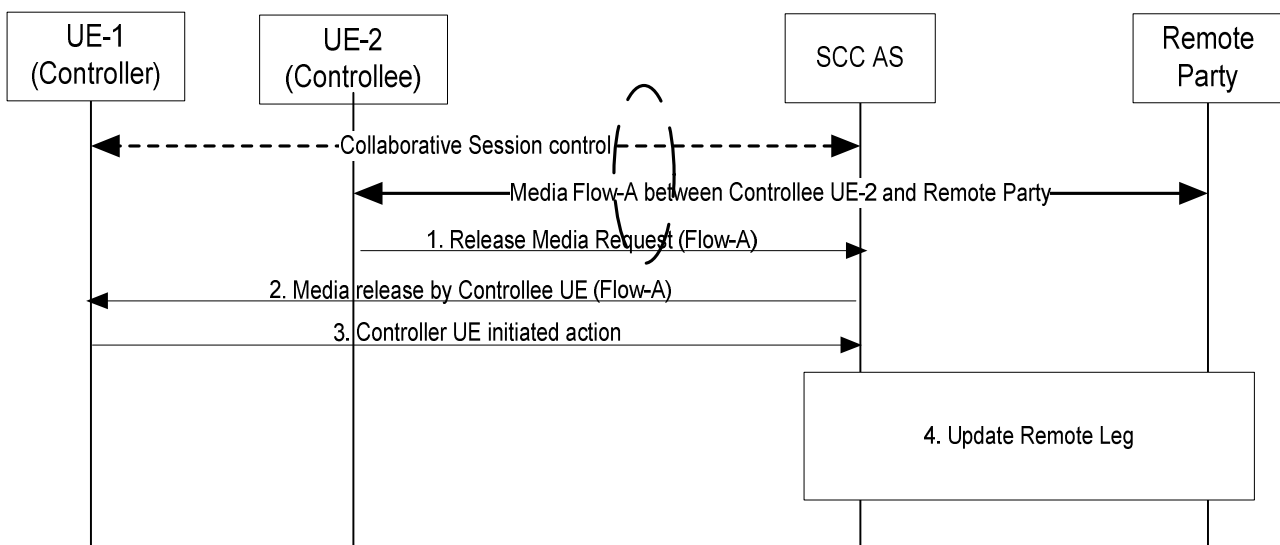 UE-1
(Controller)
UE-2
(Controllee)
SCC AS
Remote
Party
Collaborative Session control
Media Flow-A between Controllee UE-2 and Remote Party
1. Release Media Request (Flow-A)
2. Media release by Controllee UE (Flow-A)
3. Controller UE initiated action
4. Update Remote Leg